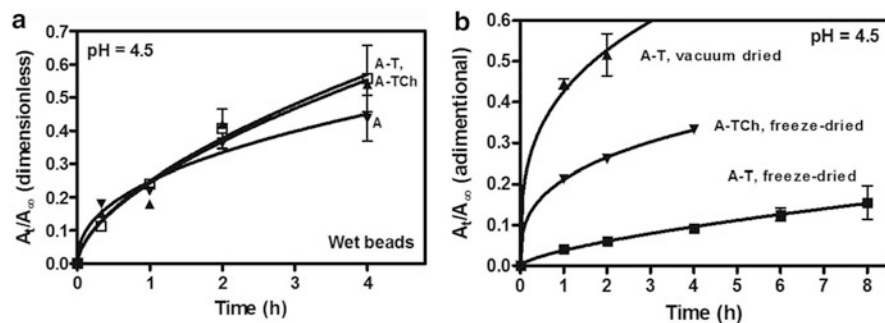 a
pH = 4.5
Aₜ/A∞ (dimensionless)
0.7
0.6
0.5
0.4
0.3
0.2
0.1
0.0
A-T,
A-TCh
A
Wet beads
0
1
2
3
4
Time (h)
b
pH = 4.5
Aₜ/A∞ (adimentional)
0.6
0.5
0.4
0.3
0.2
0.1
0.0
A-T, vacuum dried
A-TCh, freeze-dried
A-T, freeze-dried
0
1
2
3
4
5
6
7
8
Time (h)